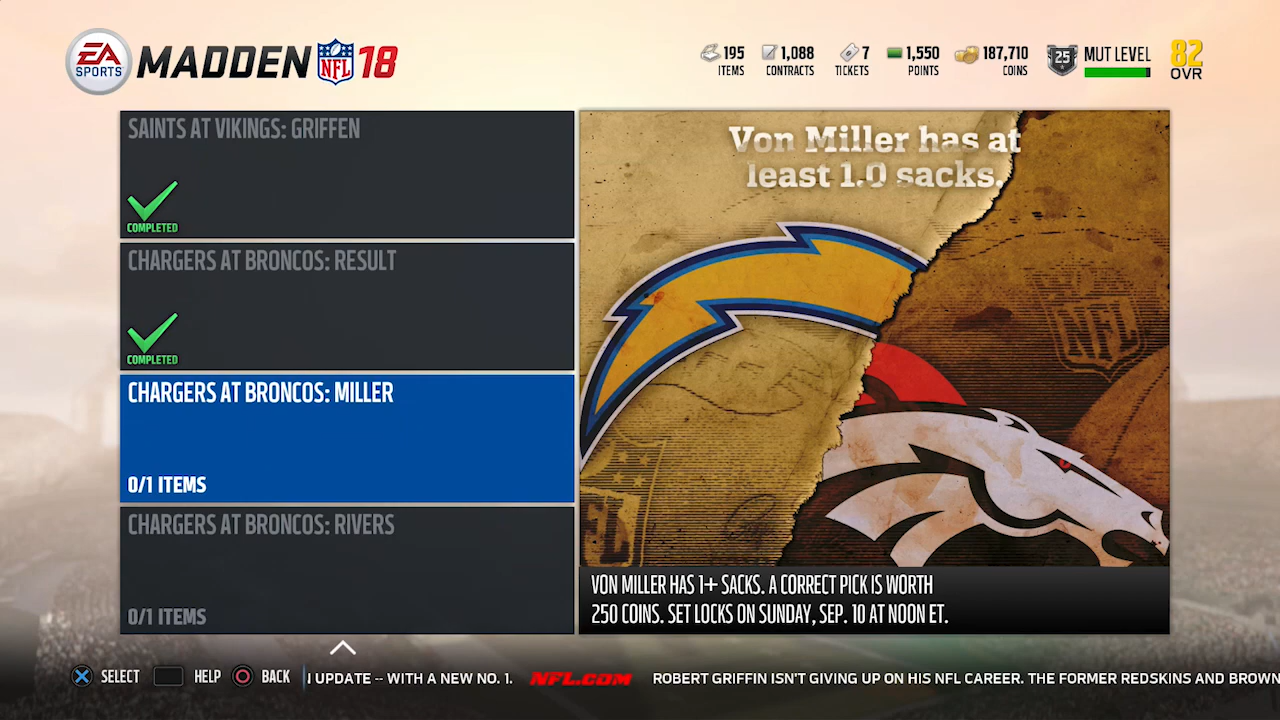 EA
SPORTS
MADDEN NFL 18
195
ITEMS
1,088
CONTRACTS
7
TICKETS
1,550
POINTS
187,710
COINS
25
MUT LEVEL
82
OVR
SAINTS AT VIKINGS: GRIFFEN
COMPLETED
CHARGERS AT BRONCOS: RESULT
COMPLETED
CHARGERS AT BRONCOS: MILLER
0/1 ITEMS
CHARGERS AT BRONCOS: RIVERS
0/1 ITEMS
Von Miller has at
least 1.0 sacks.
NFL
NFL
VON MILLER HAS 1+ SACKS. A CORRECT PICK IS WORTH
250 COINS. SET LOCKS ON SUNDAY, SEP. 10 AT NOON ET.
SELECT HELP BACK
UPDATE -- WITH A NEW NO. 1. NFL.COM ROBERT GRIFFIN ISN'T GIVING UP ON HIS NFL CAREER. THE FORMER REDSKINS AND BROWN